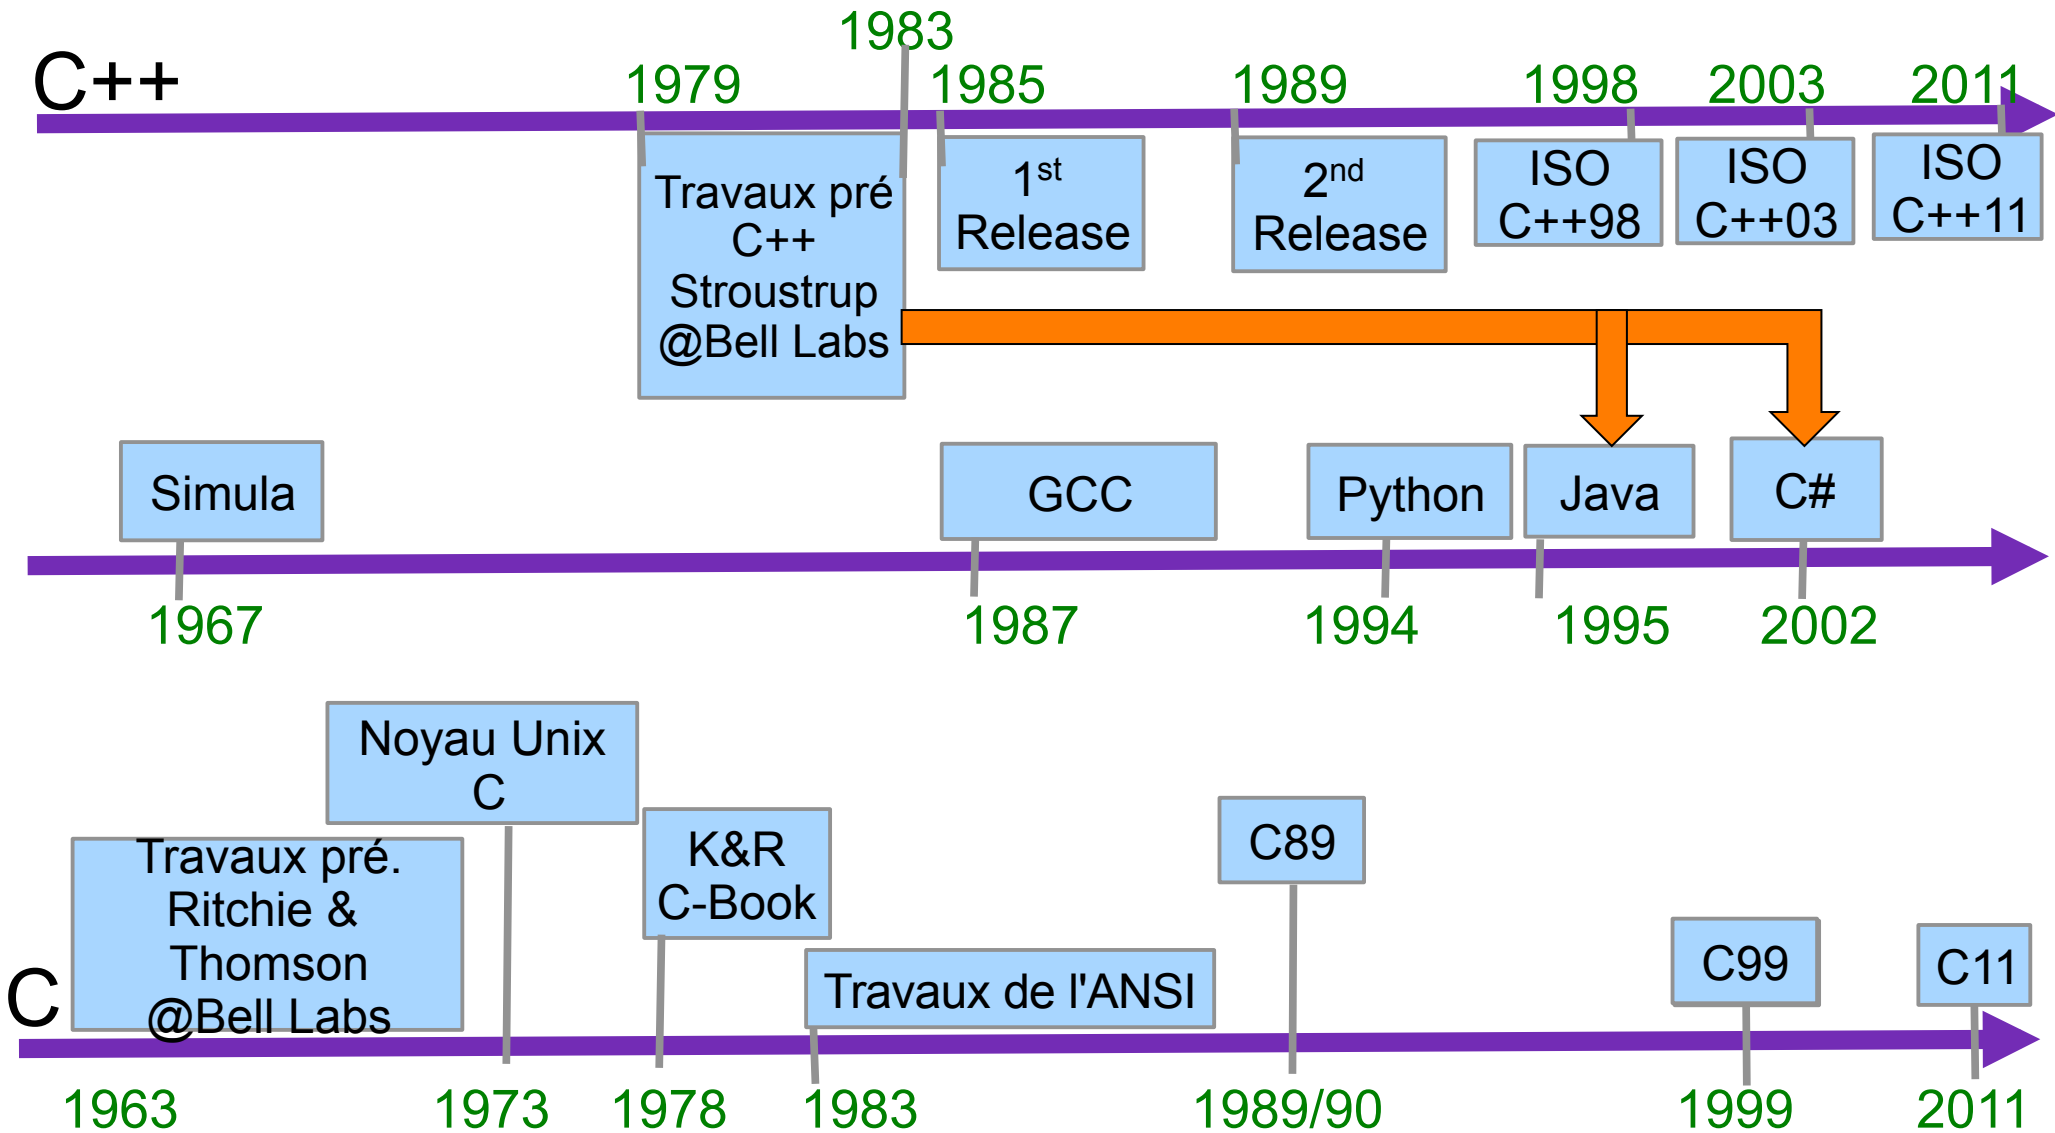 1983
C++
1979
1985
1989
1998
2003
2011
Travaux pré
C++
Stroustrup
@Bell Labs
1st
Release
2nd
Release
ISO
C++98
ISO
C++03
ISO
C++11
Simula
GCC
Python
Java
C#
1967
1987
1994
1995
2002
Noyau Unix
C
K&R
C-Book
C89
Travaux pré.
Ritchie &
Thomson
@Bell Labs
C
Travaux de l'ANSI
C99
C11
1963
1973
1978
1983
1989/90
1999
2011